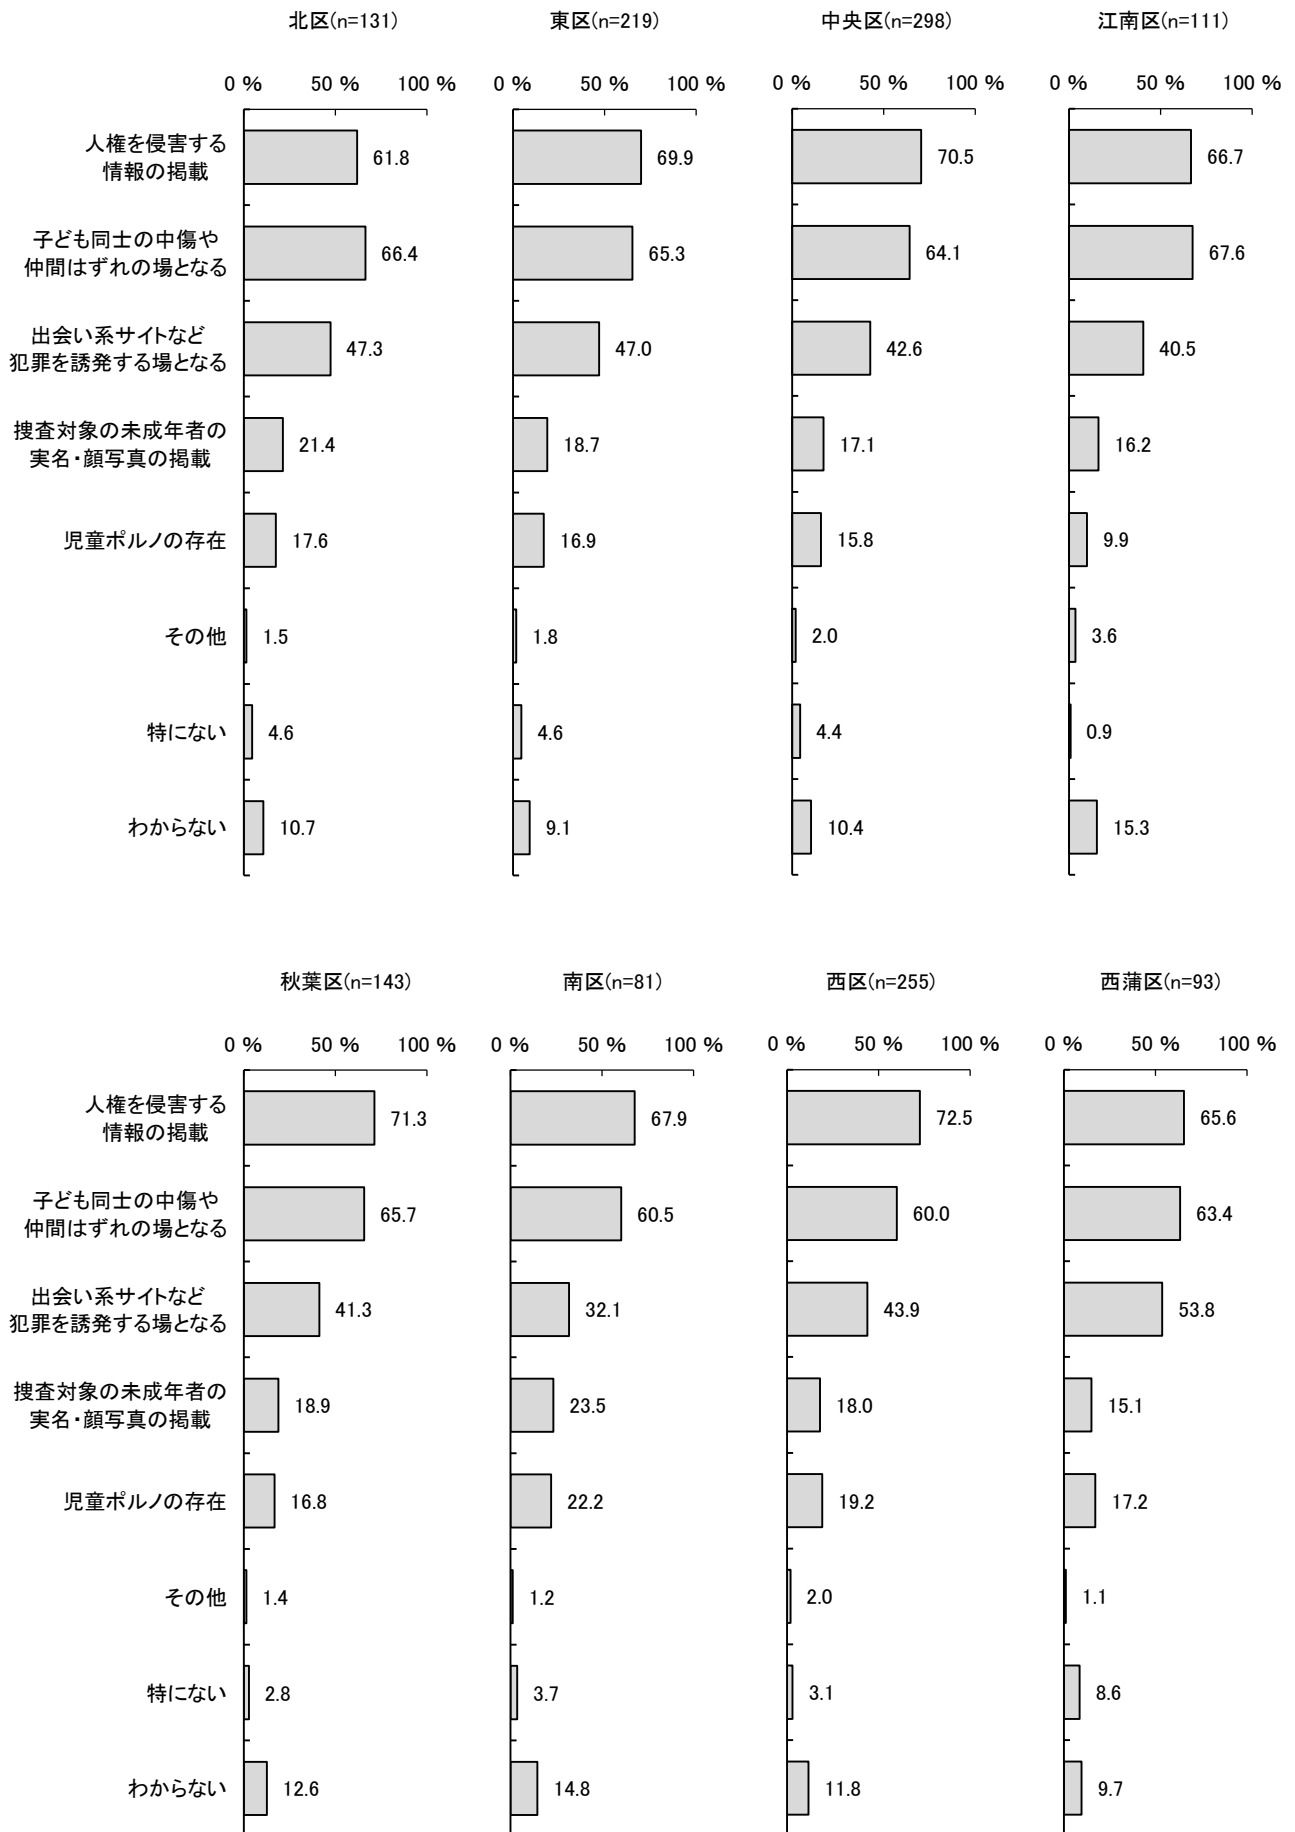 北区(n=131) 東区(n=219) 中央区(n=298) 江南区(n=111)
0 % 50 % 100 % 0 % 50 % 100 % 0 % 50 % 100 % 0 % 50 % 100 %
人権を侵害する
情報の掲載 61.8 69.9 70.5 66.7
子ども同士の中傷や
仲間はずれの場となる 66.4 65.3 64.1 67.6
出会い系サイトなど
犯罪を誘発する場となる 47.3 47.0 42.6 40.5
捜査対象の未成年者の
実名・顔写真の掲載 21.4 18.7 17.1 16.2
児童ポルノの存在 17.6 16.9 15.8 9.9
その他 1.5 1.8 2.0 3.6
特にない 4.6 4.6 4.4 0.9
わからない 10.7 9.1 10.4 15.3
秋葉区(n=143) 南区(n=81) 西区(n=255) 西蒲区(n=93)
0 % 50 % 100 % 0 % 50 % 100 % 0 % 50 % 100 % 0 % 50 % 100 %
人権を侵害する
情報の掲載 71.3 67.9 72.5 65.6
子ども同士の中傷や
仲間はずれの場となる 65.7 60.5 60.0 63.4
出会い系サイトなど
犯罪を誘発する場となる 41.3 32.1 43.9 53.8
捜査対象の未成年者の
実名・顔写真の掲載 18.9 23.5 18.0 15.1
児童ポルノの存在 16.8 22.2 19.2 17.2
その他 1.4 1.2 2.0 1.1
特にない 2.8 3.7 3.1 8.6
わからない 12.6 14.8 11.8 9.7